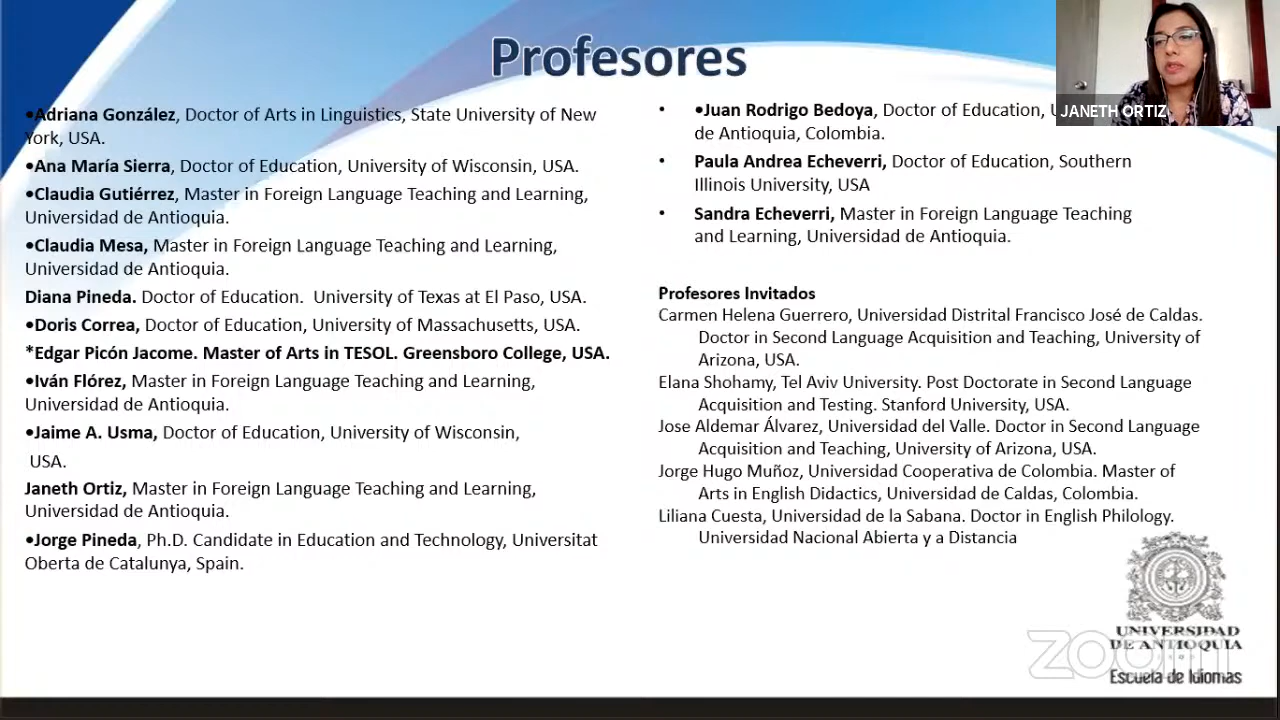 Profesores
•Adriana González, Doctor of Arts in Linguistics, State University of New
York, USA.
•Ana María Sierra, Doctor of Education, University of Wisconsin, USA.
•Claudia Gutiérrez, Master in Foreign Language Teaching and Learning,
Universidad de Antioquia.
•Claudia Mesa, Master in Foreign Language Teaching and Learning,
Universidad de Antioquia.
Diana Pineda. Doctor of Education.  University of Texas at El Paso, USA.
•Doris Correa, Doctor of Education, University of Massachusetts, USA.
*Edgar Picón Jacome. Master of Arts in TESOL. Greensboro College, USA.
•Iván Flórez, Master in Foreign Language Teaching and Learning,
Universidad de Antioquia.
•Jaime A. Usma, Doctor of Education, University of Wisconsin,
USA.
Janeth Ortiz, Master in Foreign Language Teaching and Learning,
Universidad de Antioquia.
•Jorge Pineda, Ph.D. Candidate in Education and Technology, Universitat
Oberta de Catalunya, Spain.
• •Juan Rodrigo Bedoya, Doctor of Education,
de Antioquia, Colombia.
• Paula Andrea Echeverri, Doctor of Education, Southern
Illinois University, USA
• Sandra Echeverri, Master in Foreign Language Teaching
and Learning, Universidad de Antioquia.
Profesores Invitados
Carmen Helena Guerrero, Universidad Distrital Francisco José de Caldas.
Doctor in Second Language Acquisition and Teaching, University of
Arizona, USA.
Elana Shohamy, Tel Aviv University. Post Doctorate in Second Language
Acquisition and Testing. Stanford University, USA.
Jose Aldemar Álvarez, Universidad del Valle. Doctor in Second Language
Acquisition and Teaching, University of Arizona, USA.
Jorge Hugo Muñoz, Universidad Cooperativa de Colombia. Master of
Arts in English Didactics, Universidad de Caldas, Colombia.
Liliana Cuesta, Universidad de la Sabana. Doctor in English Philology.
Universidad Nacional Abierta y a Distancia
JANETH ORTIZ
UNIVERSIDAD
DE ANTIOQUIA
zoom
Escuela de Idiomas